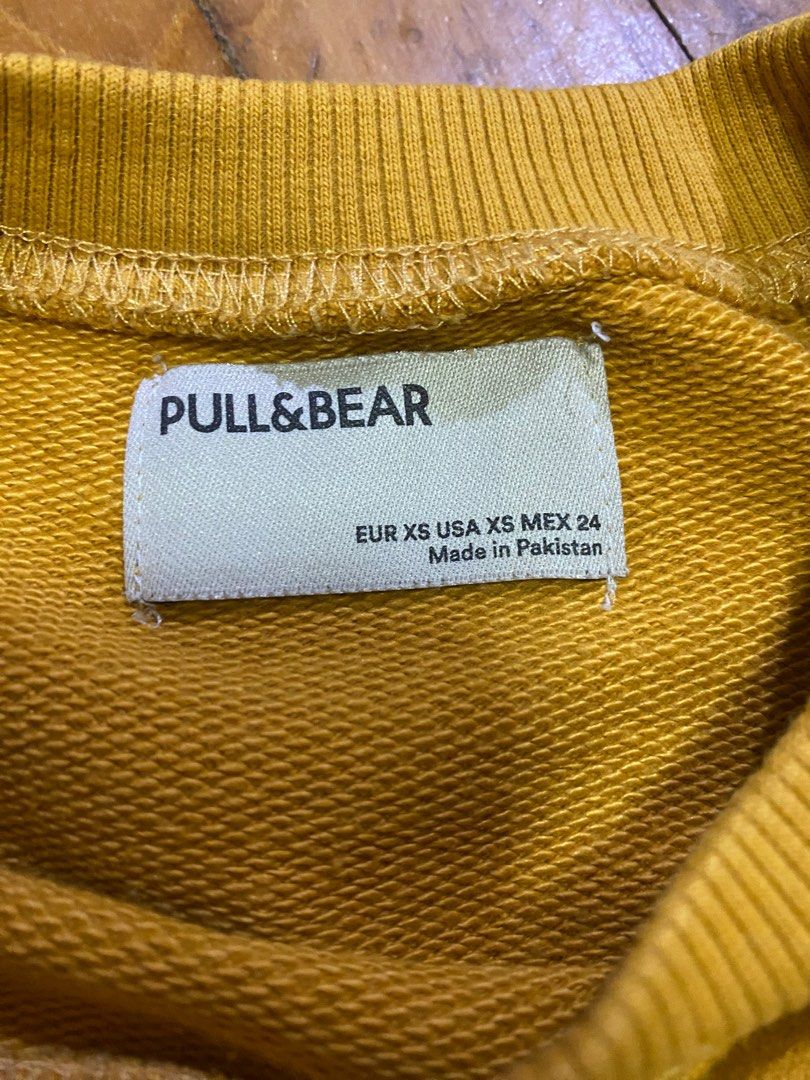 PULL&BEAR
EUR XS USA XS MEX 24
Made in Pakistan